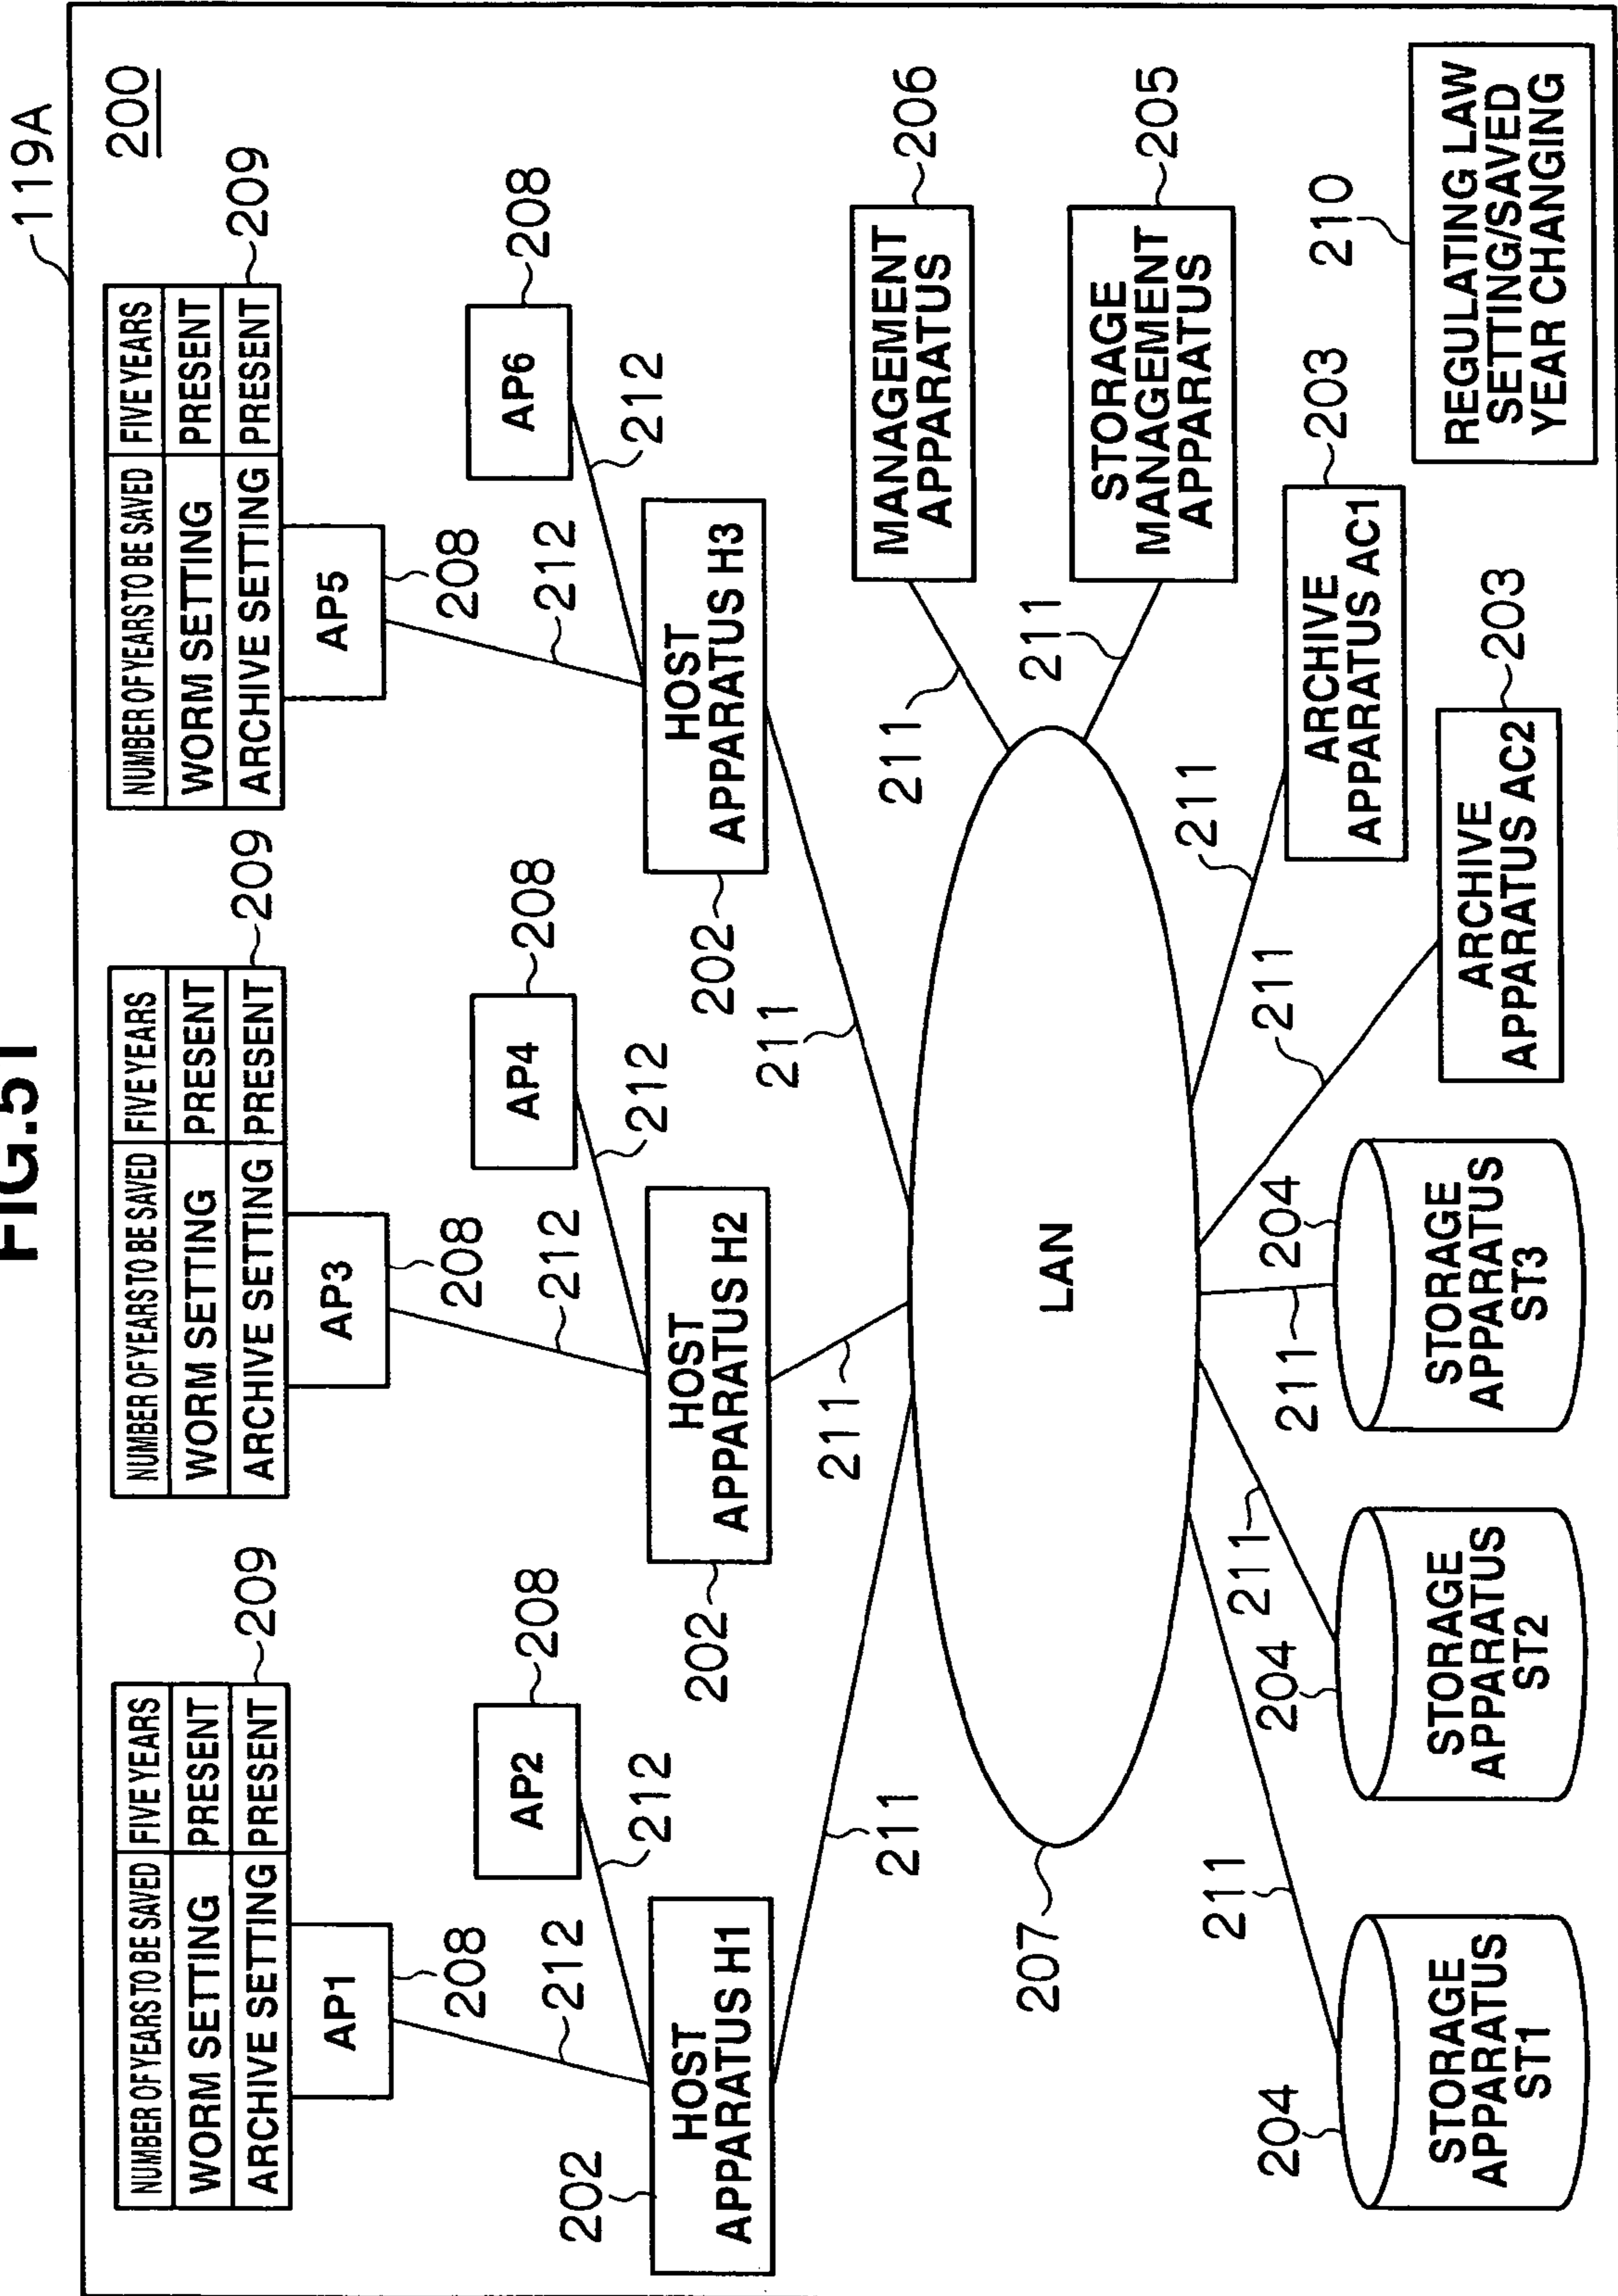 FIG.51
119A
200
NUMBER OF YEARS TO BE SAVED FIVE YEARS
WORM SETTING PRESENT
ARCHIVE SETTING PRESENT
209
NUMBER OF YEARS TO BE SAVED FIVE YEARS
WORM SETTING PRESENT
ARCHIVE SETTING PRESENT
209
NUMBER OF YEARS TO BE SAVED FIVE YEARS
WORM SETTING PRESENT
ARCHIVE SETTING PRESENT
209
AP1
208
AP2
208
AP3
208
AP4
208
AP5
208
AP6
208
212
212
212
212
212
212
HOST
APPARATUS H1
202
HOST
APPARATUS H2
202
HOST
APPARATUS H3
202
211
211
211
LAN
207
MANAGEMENT
APPARATUS
206
211
STORAGE
MANAGEMENT
APPARATUS
205
211
STORAGE
APPARATUS
ST1
204
211
STORAGE
APPARATUS
ST2
204
211
STORAGE
APPARATUS
ST3
204
211
ARCHIVE
APPARATUS AC2
203
211
ARCHIVE
APPARATUS AC1
203
211
REGULATING LAW
SETTING/SAVED
YEAR CHANGING
210